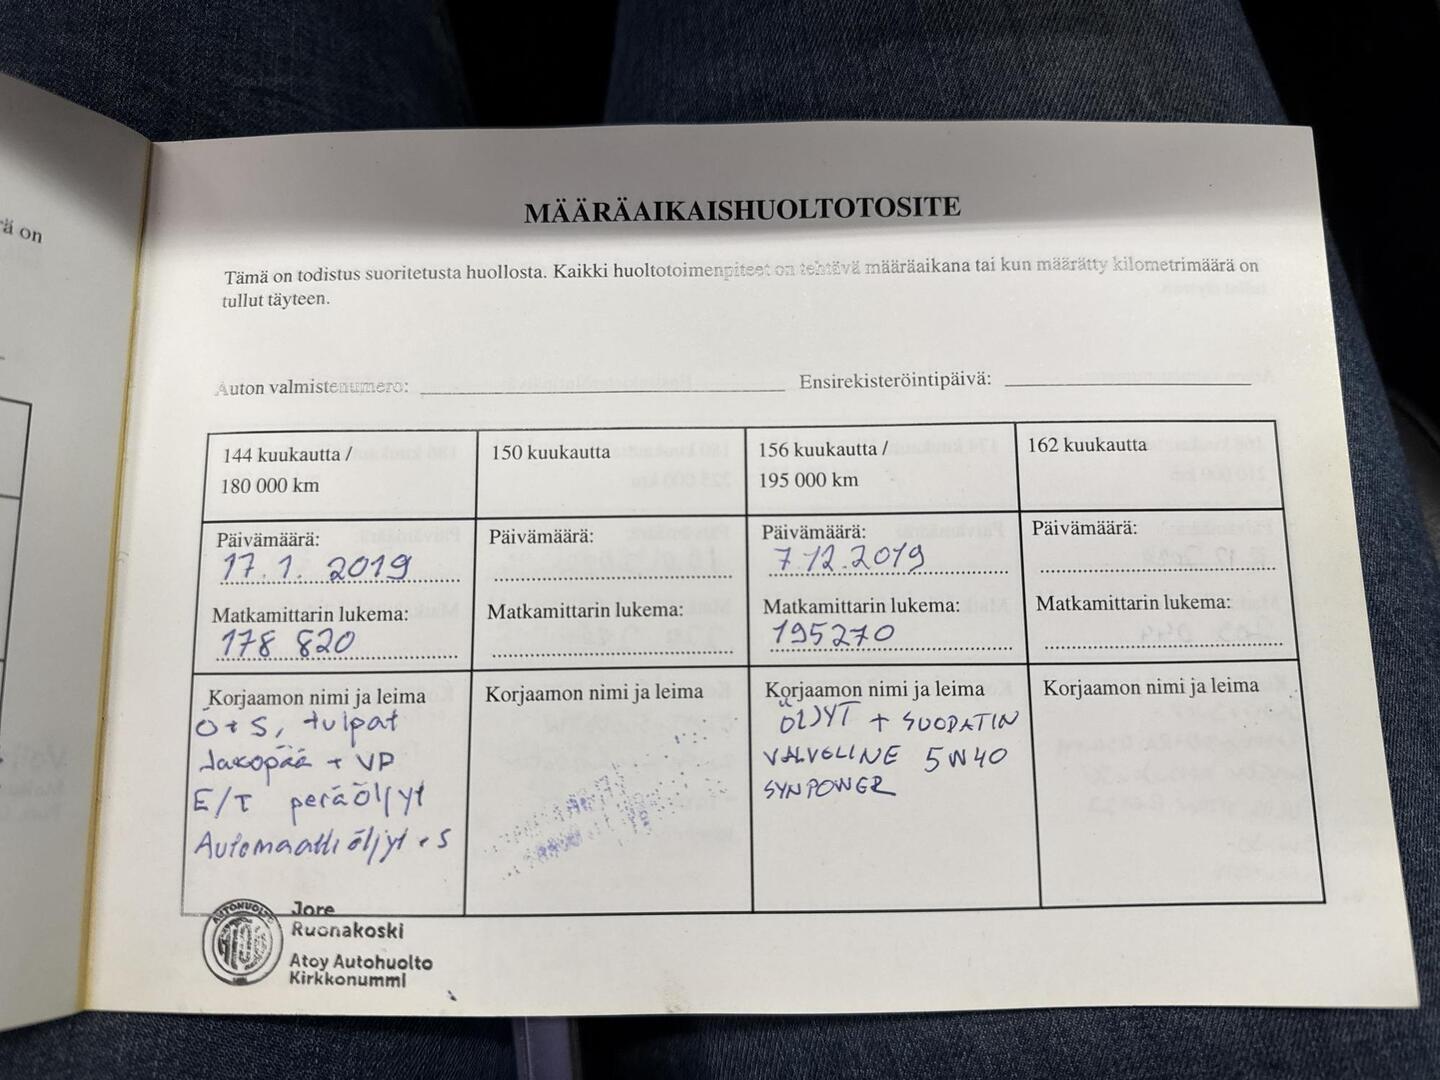 ä on
MÄÄRÄAIKAISHUOLTOTOSITE
Tämä on todistus suoritetusta huollosta. Kaikki huoltotoimenpiteet on tehtävä määräaikana tai kun määrätty kilometrimäärä on
tullut täyteen.
Auton valmistenumero:
Ensirekisteröintipäivä:
144 kuukautta /
180 000 km
Päivämäärä:
17.1. 2019
Matkamittarin lukema:
178 820
Korjaamon nimi ja leima
O+S, tulpat
Jakopää + VP
E/T peräöljyt
Automaattiöljyt + S
Jore
Ruonakoski
AUTOHUOLTO
Atoy Autohuolto
Kirkkonummi
150 kuukautta
Päivämäärä:
Matkamittarin lukema:
Korjaamon nimi ja leima
156 kuukautta /
195 000 km
Päivämäärä:
7.12.2019
Matkamittarin lukema:
195270
Korjaamon nimi ja leima
ÖLJYT + SUODATIN
VALVOLINE 5W40
SYNPOWER
162 kuukautta
Päivämäärä:
Matkamittarin lukema:
Korjaamon nimi ja leima